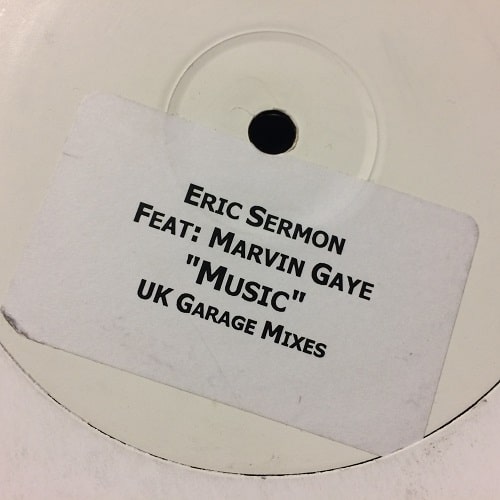 Eric Sermon
Feat: Marvin Gaye
"Music"
UK Garage Mixes